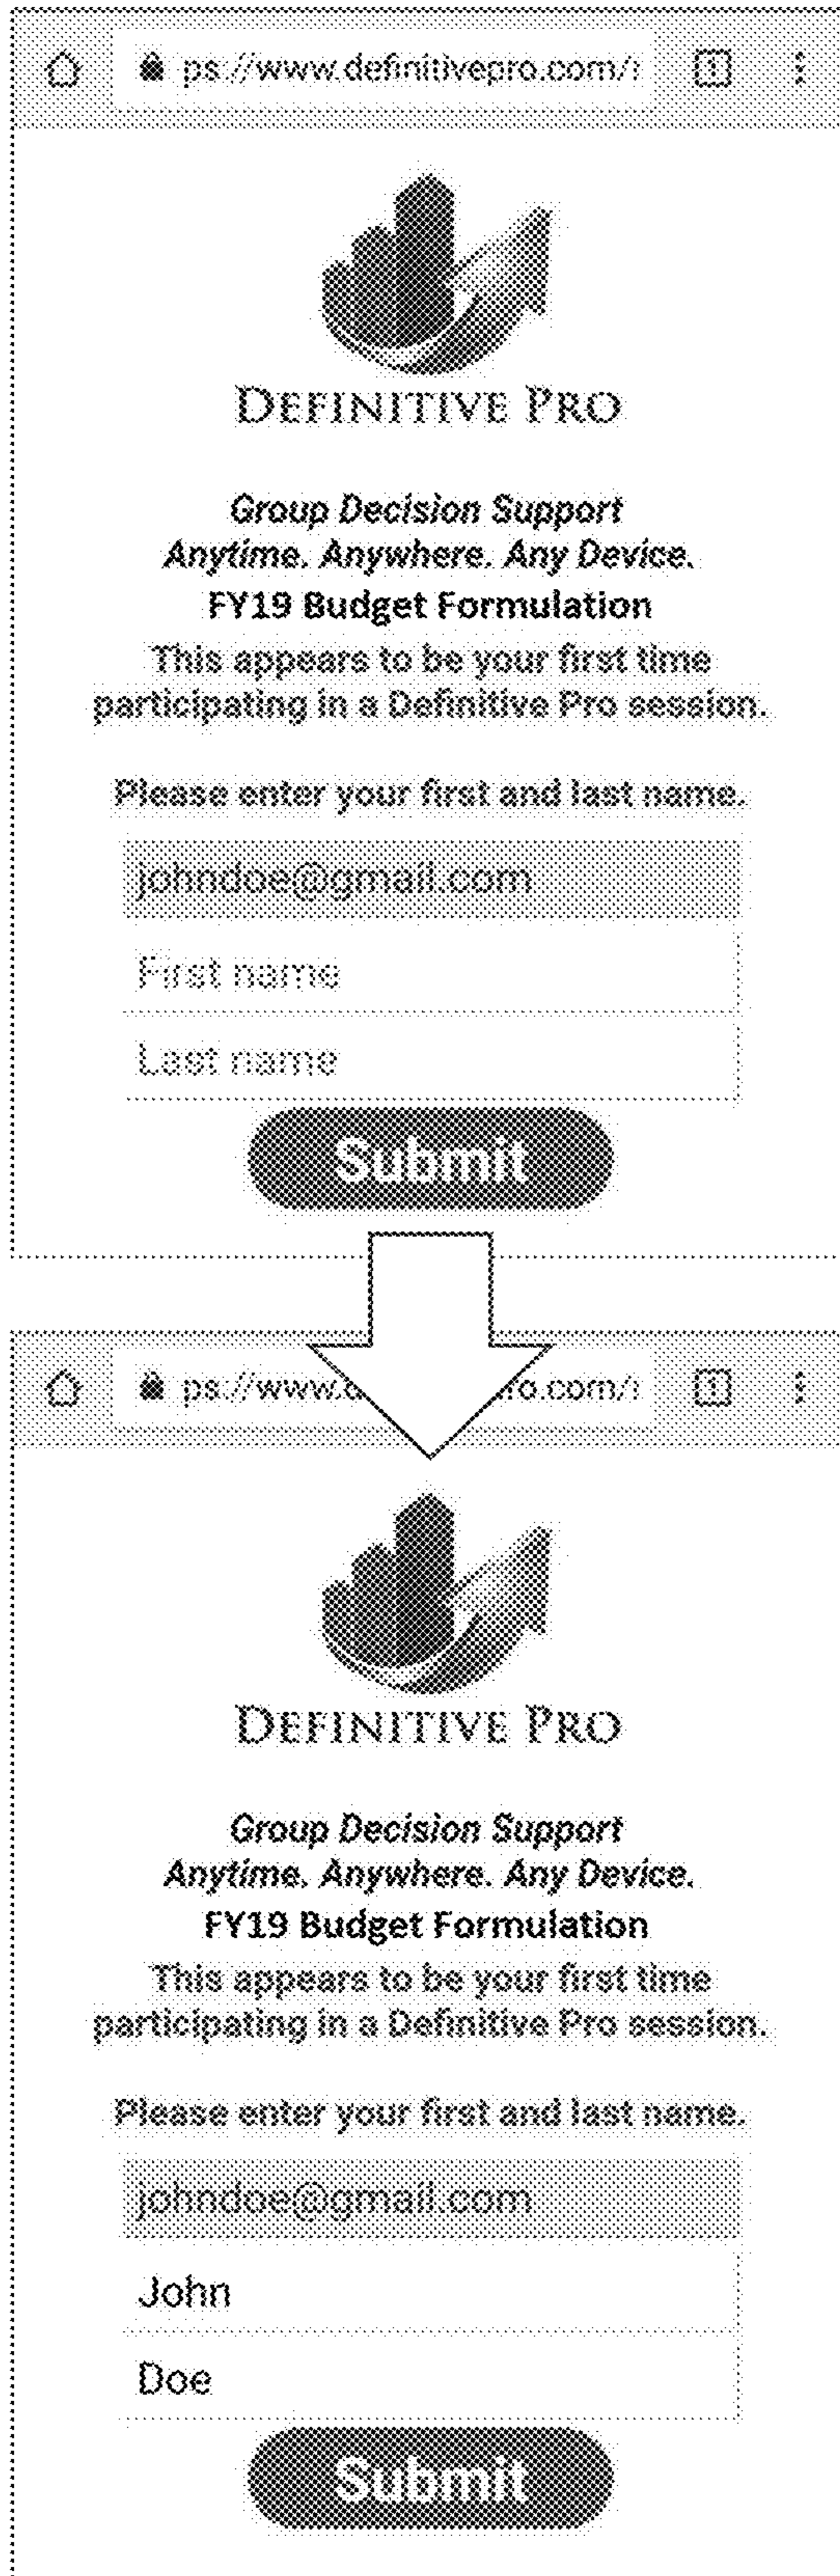 ps://www.definitivepro.com/
1
DEFINITIVE PRO
Group Decision Support
Anytime. Anywhere. Any Device.
FY19 Budget Formulation
This appears to be your first time
participating in a Definitive Pro session.
Please enter your first and last name.
johndoe@gmail.com
First name
Last name
Submit
ps://www. ro.com/
1
DEFINITIVE PRO
Group Decision Support
Anytime. Anywhere. Any Device.
FY19 Budget Formulation
This appears to be your first time
participating in a Definitive Pro session.
Please enter your first and last name.
johndoe@gmail.com
John
Doe
Submit